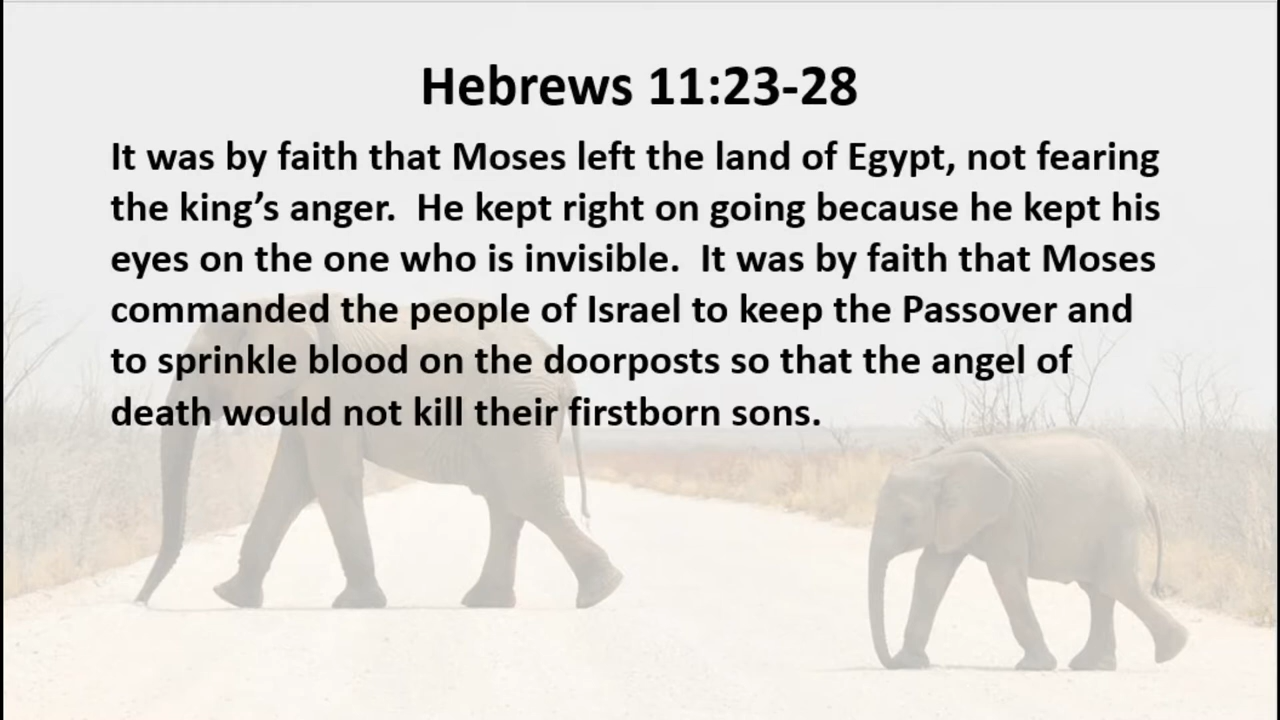 Hebrews 11:23-28
It was by faith that Moses left the land of Egypt, not fearing
the king’s anger.  He kept right on going because he kept his
eyes on the one who is invisible.  It was by faith that Moses
commanded the people of Israel to keep the Passover and
to sprinkle blood on the doorposts so that the angel of
death would not kill their firstborn sons.